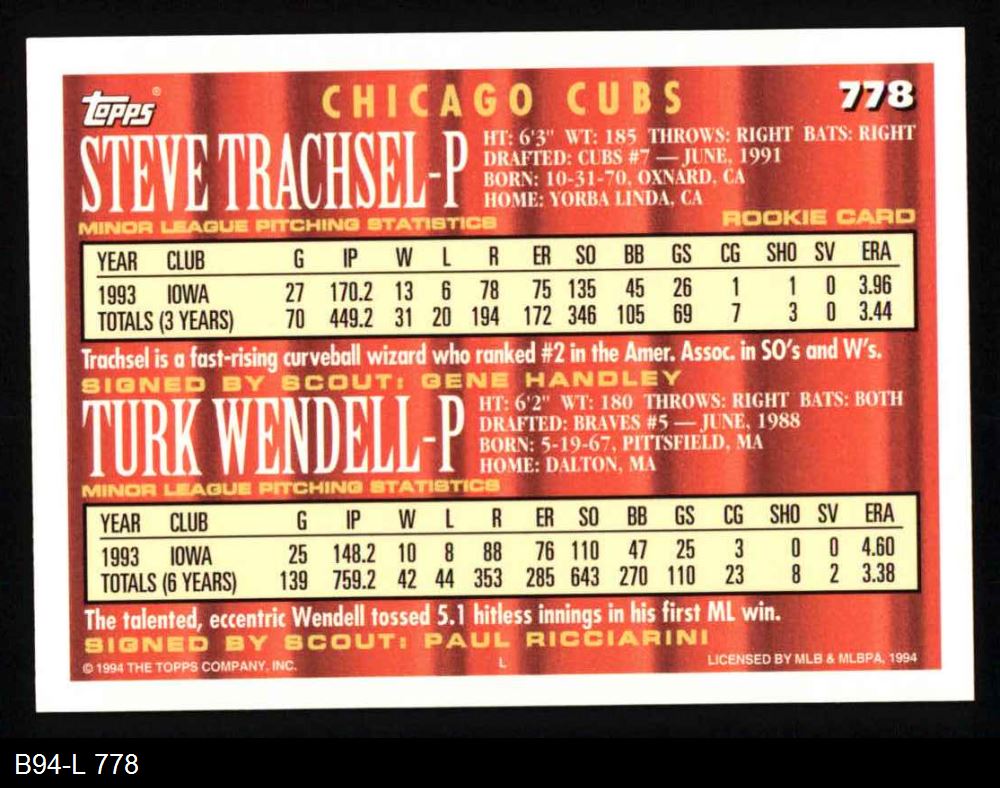 Topps® CHICAGO CUBS 778
STEVE TRACHSEL-P
HT: 6'3" WT: 185 THROWS: RIGHT BATS: RIGHT
DRAFTED: CUBS #7 — JUNE, 1991
BORN: 10-31-70, OXNARD, CA
HOME: YORBA LINDA, CA
MINOR LEAGUE PITCHING STATISTICS ROOKIE CARD
YEAR CLUB G IP W L R ER SO BB GS CG SHO SV ERA
1993 IOWA 27 170.2 13 6 78 75 135 45 26 1 1 0 3.96
TOTALS (3 YEARS) 70 449.2 31 20 194 172 346 105 69 7 3 0 3.44
Trachsel is a fast-rising curveball wizard who ranked #2 in the Amer. Assoc. in SO's and W's.
SIGNED BY SCOUT: GENE HANDLEY
TURK WENDELL-P
HT: 6'2" WT: 180 THROWS: RIGHT BATS: BOTH
DRAFTED: BRAVES #5 — JUNE, 1988
BORN: 5-19-67, PITTSFIELD, MA
HOME: DALTON, MA
MINOR LEAGUE PITCHING STATISTICS
YEAR CLUB G IP W L R ER SO BB GS CG SHO SV ERA
1993 IOWA 25 148.2 10 8 88 76 110 47 25 3 0 0 4.60
TOTALS (6 YEARS) 139 759.2 42 44 353 285 643 270 110 23 8 2 3.38
The talented, eccentric Wendell tossed 5.1 hitless innings in his first ML win.
SIGNED BY SCOUT: PAUL RICCIARINI
© 1994 THE TOPPS COMPANY, INC. L LICENSED BY MLB & MLBPA, 1994
B94-L 778